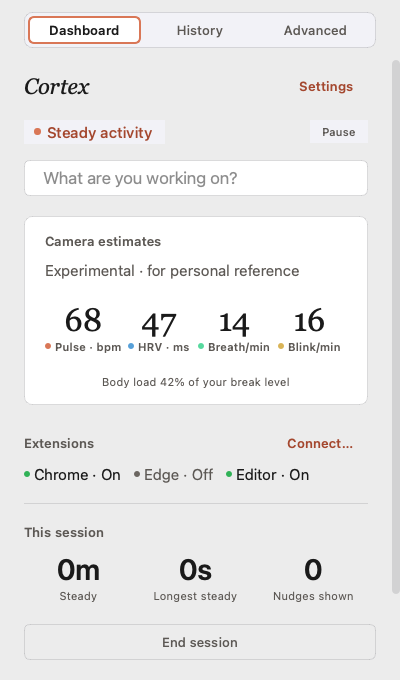 Dashboard History Advanced
Cortex Settings
Steady activity Pause
What are you working on?
Camera estimates
Experimental · for personal reference
68 47 14 16
Pulse · bpm HRV · ms Breath/min Blink/min
Body load 42% of your break level
Extensions Connect...
Chrome · On Edge · Off Editor · On
This session
0m 0s 0
Steady Longest steady Nudges shown
End session